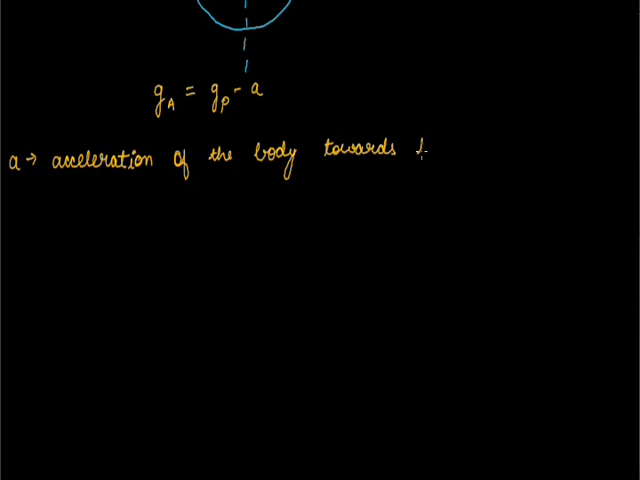 g_A = g_P - a
a → acceleration of the body towards